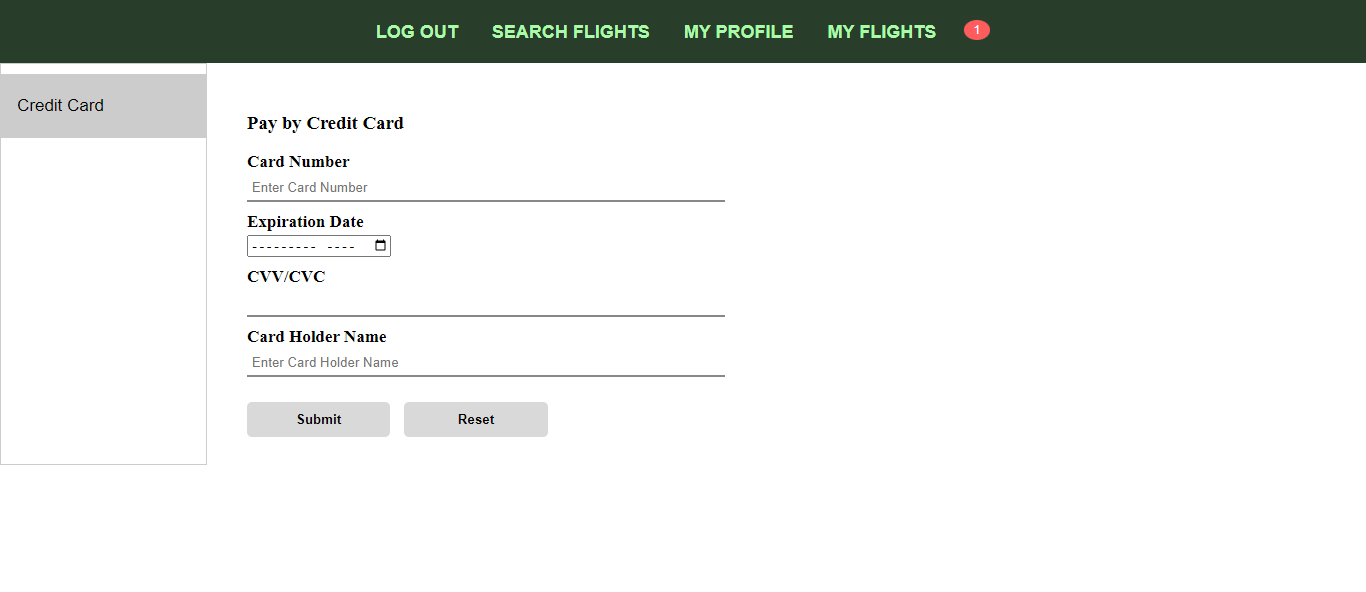 LOG OUT SEARCH FLIGHTS MY PROFILE MY FLIGHTS 1
Credit Card
Pay by Credit Card
Card Number
Enter Card Number
Expiration Date
--------- ----
CVV/CVC
Card Holder Name
Enter Card Holder Name
Submit Reset